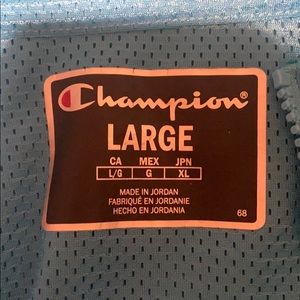 Champion®
LARGE
CA MEX JPN
L/G G XL
MADE IN JORDAN
FABRIQUÉ EN JORDANIE
HECHO EN JORDANIA
68